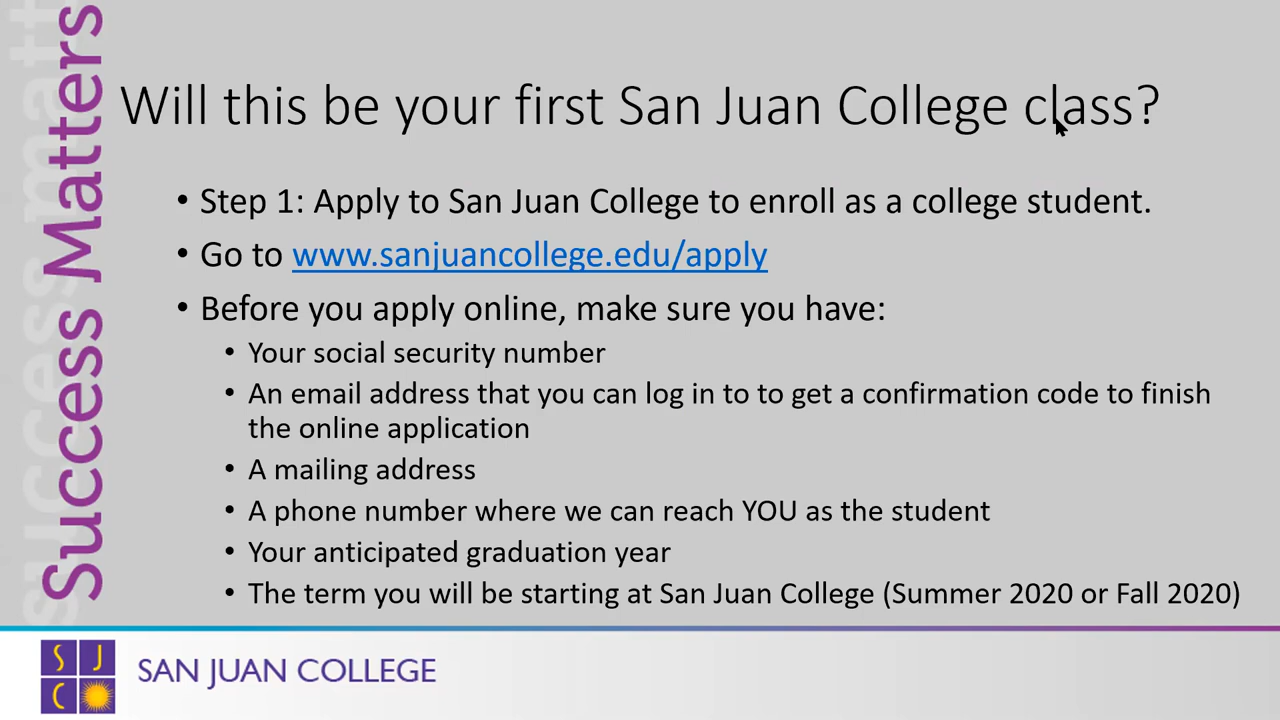 Success Matters
success matt
Will this be your first San Juan College class?
• Step 1: Apply to San Juan College to enroll as a college student.
• Go to www.sanjuancollege.edu/apply
• Before you apply online, make sure you have:
• Your social security number
• An email address that you can log in to to get a confirmation code to finish
the online application
• A mailing address
• A phone number where we can reach YOU as the student
• Your anticipated graduation year
• The term you will be starting at San Juan College (Summer 2020 or Fall 2020)
SJ
C
SAN JUAN COLLEGE